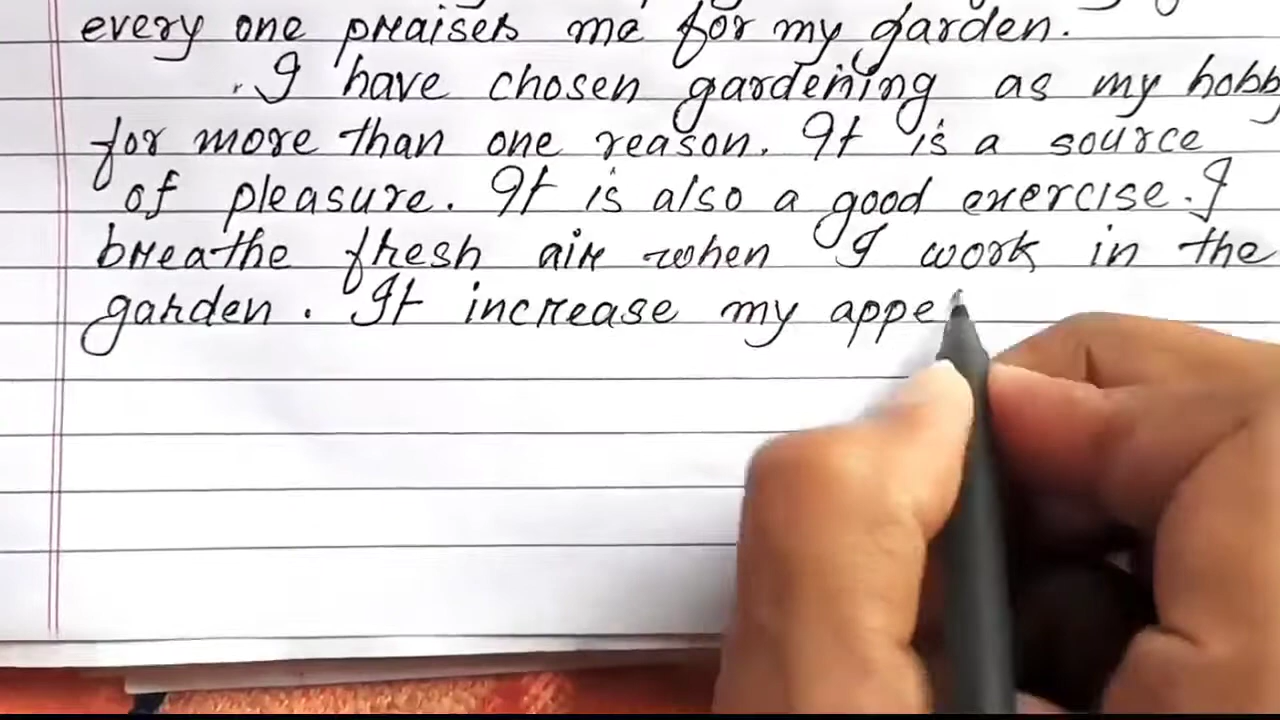 every one praises me for my garden.
I have chosen gardening as my hobby
for more than one reason. It is a source
of pleasure. It is also a good exercise. I
breathe fresh air when I work in the
garden. It increase my appe